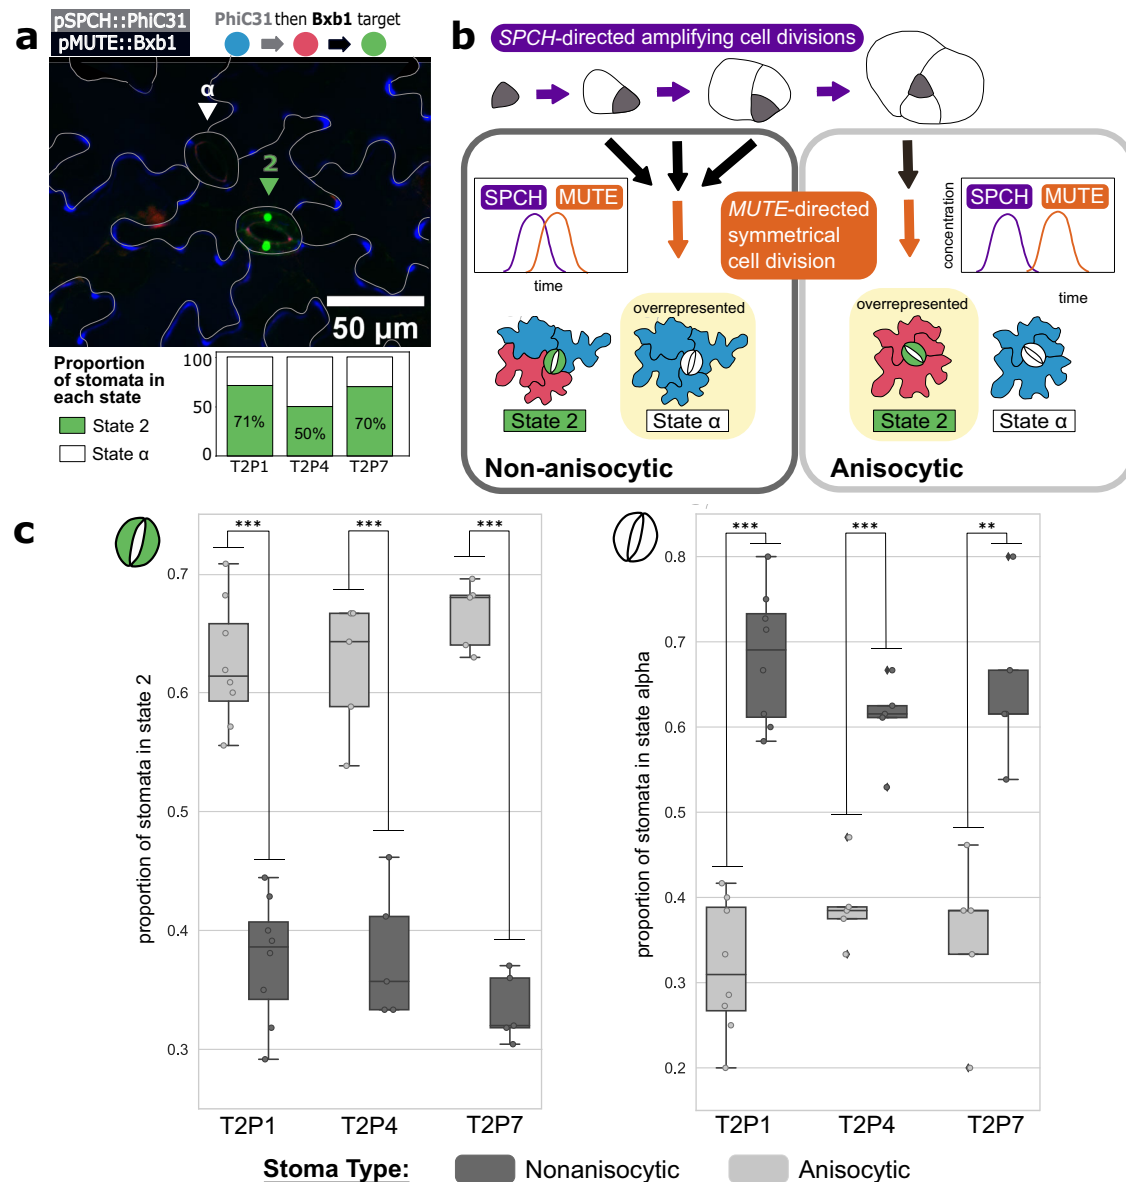 a
pSPCH::PhiC31
pMUTE::Bxb1
PhiC31 then Bxb1 target
α
2
50 µm
Proportion
of stomata in
each state
State 2
State α
100
50
0
71%
50%
70%
T2P1
T2P4
T2P7
b
SPCH-directed amplifying cell divisions
SPCH
MUTE
time
MUTE-directed
symmetrical
cell division
concentration
SPCH
MUTE
time
overrepresented
State 2
State α
Non-anisocytic
overrepresented
State 2
State α
Anisocytic
c
proportion of stomata in state 2
0.7
0.6
0.5
0.4
0.3
***
***
***
T2P1
T2P4
T2P7
proportion of stomata in state alpha
0.8
0.7
0.6
0.5
0.4
0.3
0.2
***
***
**
T2P1
T2P4
T2P7
Stoma Type:
Nonanisocytic
Anisocytic